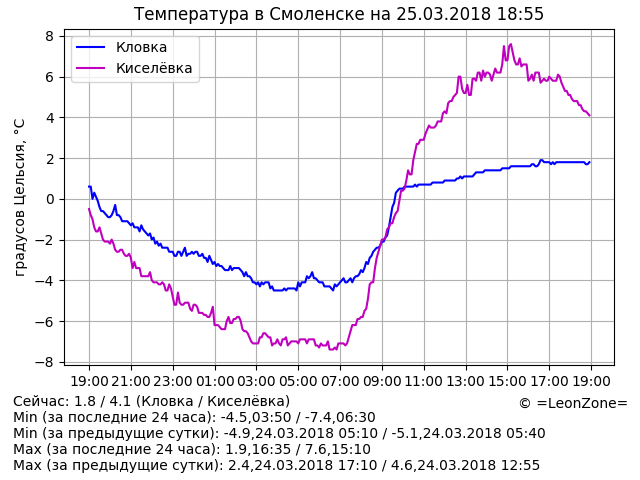 Температура в Смоленске на 25.03.2018 18:55
Кловка
Киселёвка
градусов Цельсия, °C
8
6
4
2
0
−2
−4
−6
−8
19:00 21:00 23:00 01:00 03:00 05:00 07:00 09:00 11:00 13:00 15:00 17:00 19:00
Сейчас: 1.8 / 4.1 (Кловка / Киселёвка)
© =LeonZone=
Min (за последние 24 часа): -4.5,03:50 / -7.4,06:30
Min (за предыдущие сутки): -4.9,24.03.2018 05:10 / -5.1,24.03.2018 05:40
Max (за последние 24 часа): 1.9,16:35 / 7.6,15:10
Max (за предыдущие сутки): 2.4,24.03.2018 17:10 / 4.6,24.03.2018 12:55